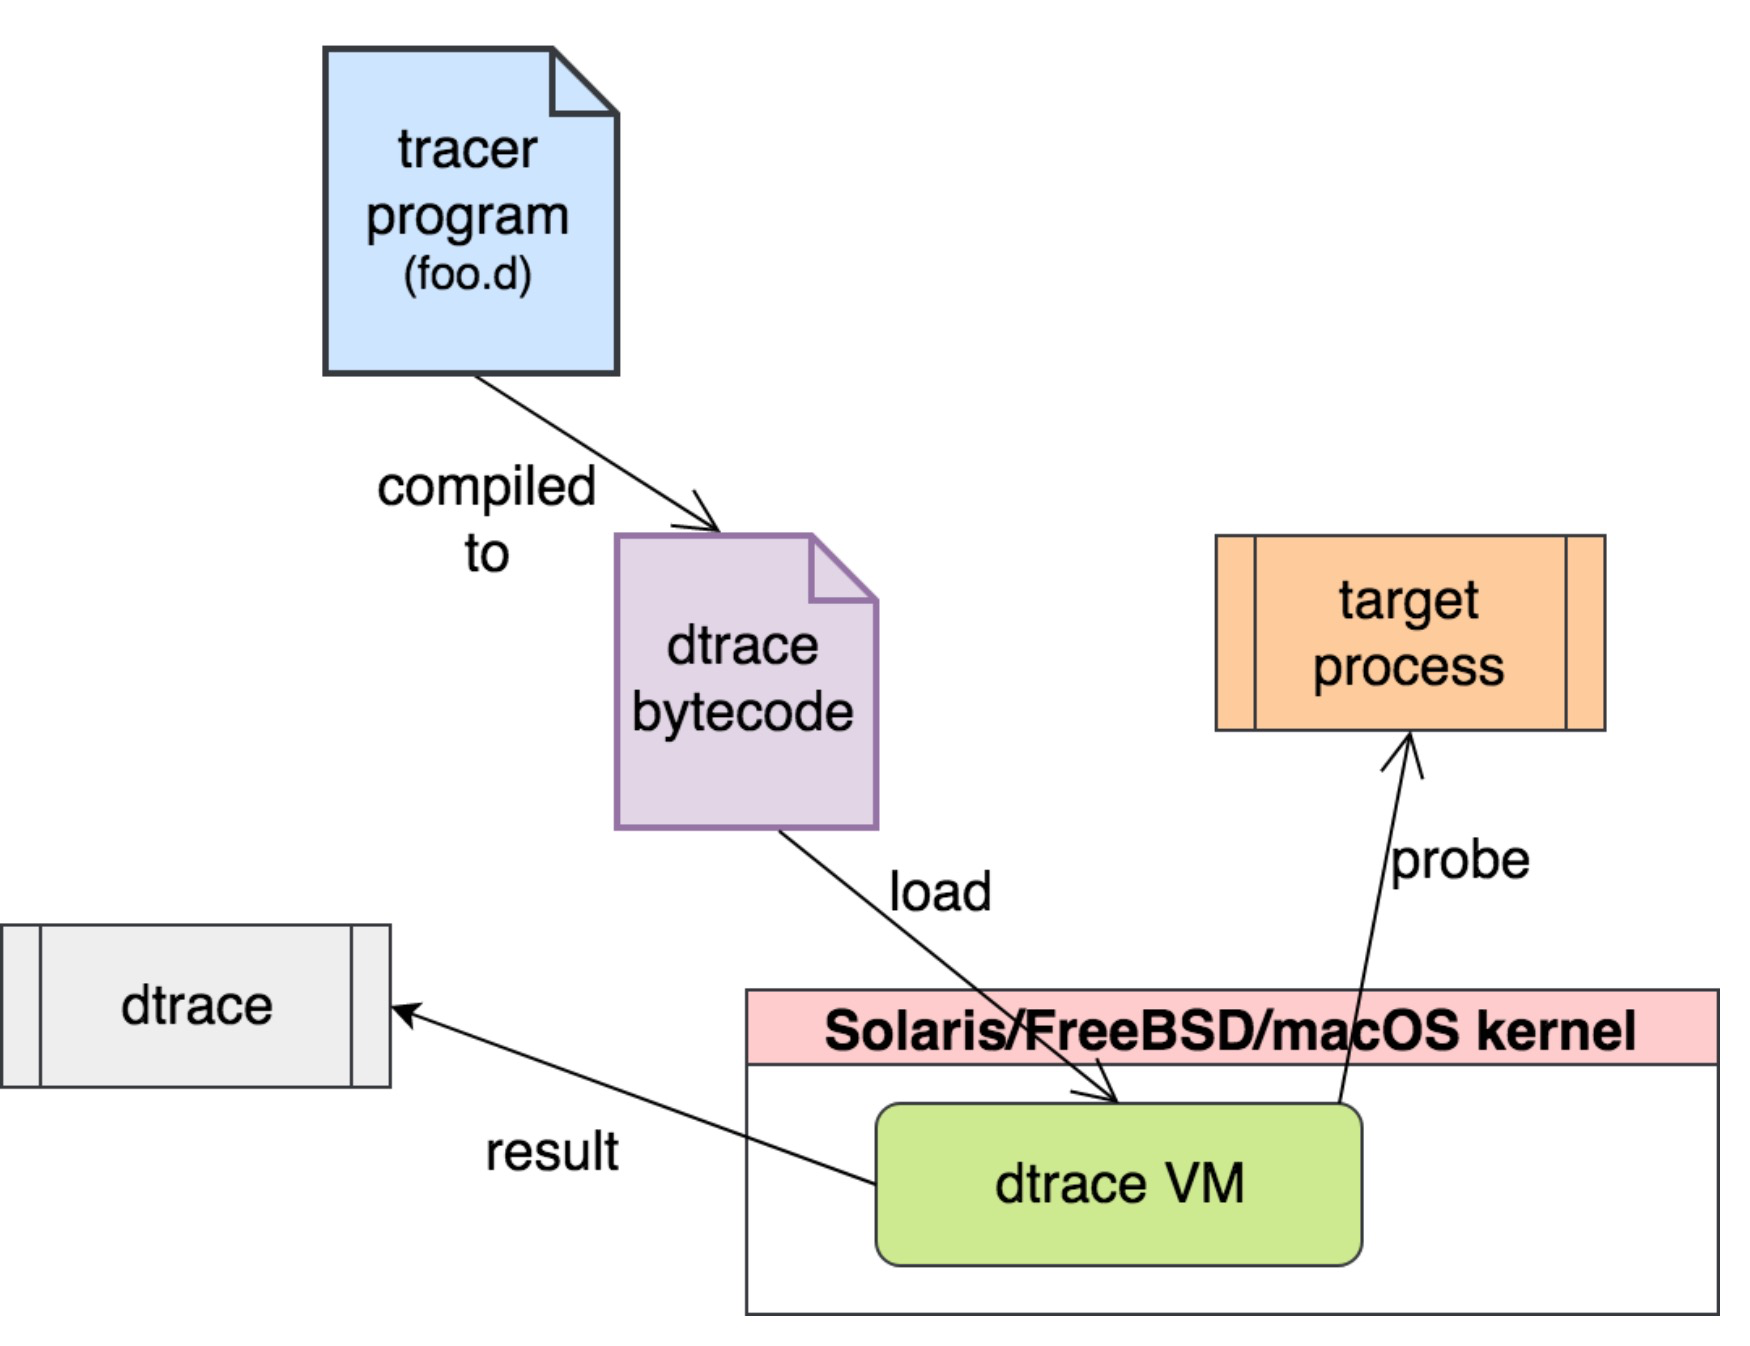 tracer
program
(foo.d)
compiled
to
dtrace
bytecode
target
process
load
probe
dtrace
Solaris/FreeBSD/macOS kernel
result
dtrace VM